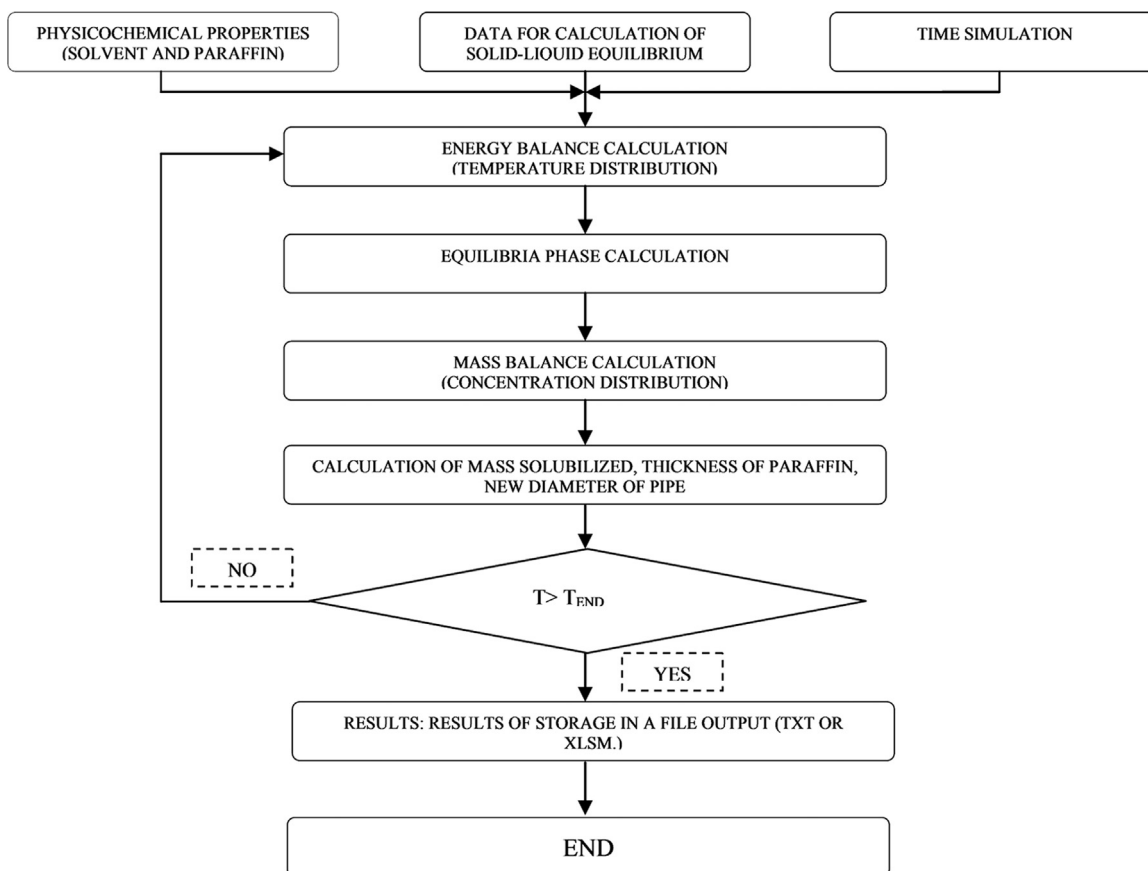 PHYSICOCHEMICAL PROPERTIES
(SOLVENT AND PARAFFIN)
DATA FOR CALCULATION OF
SOLID-LIQUID EQUILIBRIUM
TIME SIMULATION
ENERGY BALANCE CALCULATION
(TEMPERATURE DISTRIBUTION)
EQUILIBRIA PHASE CALCULATION
MASS BALANCE CALCULATION
(CONCENTRATION DISTRIBUTION)
CALCULATION OF MASS SOLUBILIZED, THICKNESS OF PARAFFIN,
NEW DIAMETER OF PIPE
NO
T> T_END
YES
RESULTS: RESULTS OF STORAGE IN A FILE OUTPUT (TXT OR
XLSM.)
END